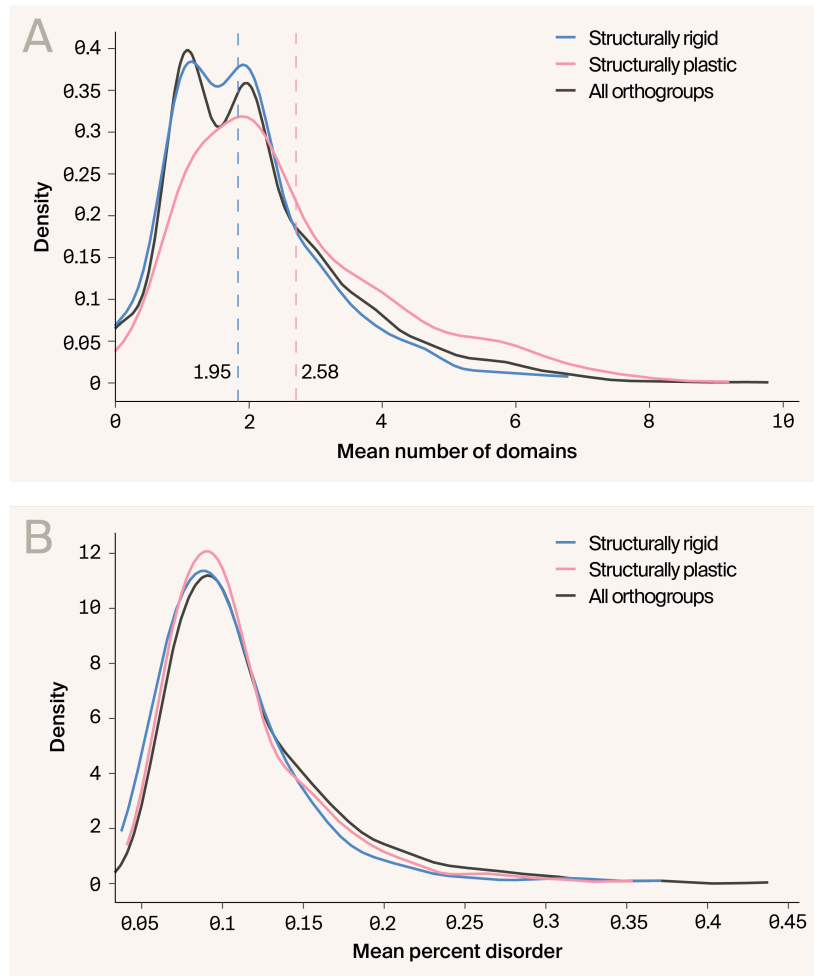 A
Structurally rigid
Structurally plastic
All orthogroups
Density
0.4
0.35
0.3
0.25
0.2
0.15
0.1
0.05
0
1.95
2.58
0 2 4 6 8 10
Mean number of domains
B
Structurally rigid
Structurally plastic
All orthogroups
Density
12
10
8
6
4
2
0
0.05 0.1 0.15 0.2 0.25 0.3 0.35 0.4 0.45
Mean percent disorder